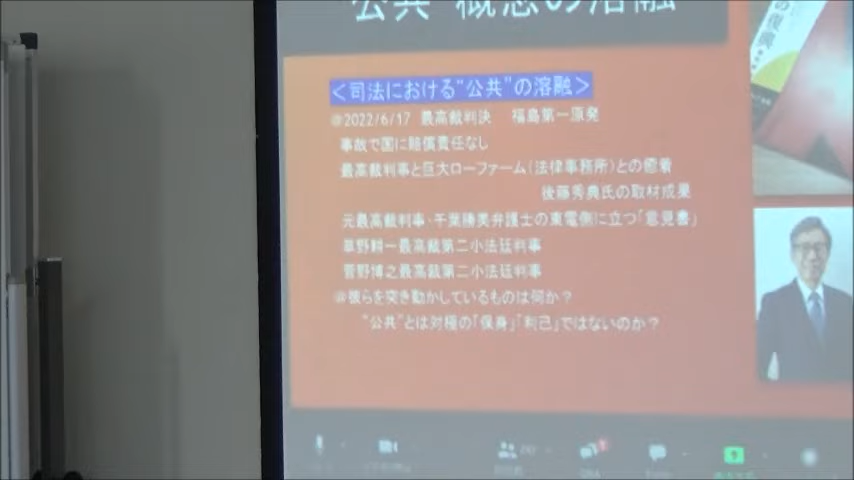 "公共"概念の溶融
の復興
＜司法における“公共”の溶融＞
@2022/6/17 最高裁判決 福島第一原発
事故で国に賠償責任なし
最高裁判事と巨大ローファーム（法律事務所）との癒着
後藤秀典氏の取材成果
元最高裁判事・千葉勝美弁護士の東電側に立つ「意見書」
草野耕一最高裁第二小法廷判事
菅野博之最高裁第二小法廷判事
@彼らを突き動かしているものは何か？
“公共”とは対極の「保身」「利己」ではないのか？